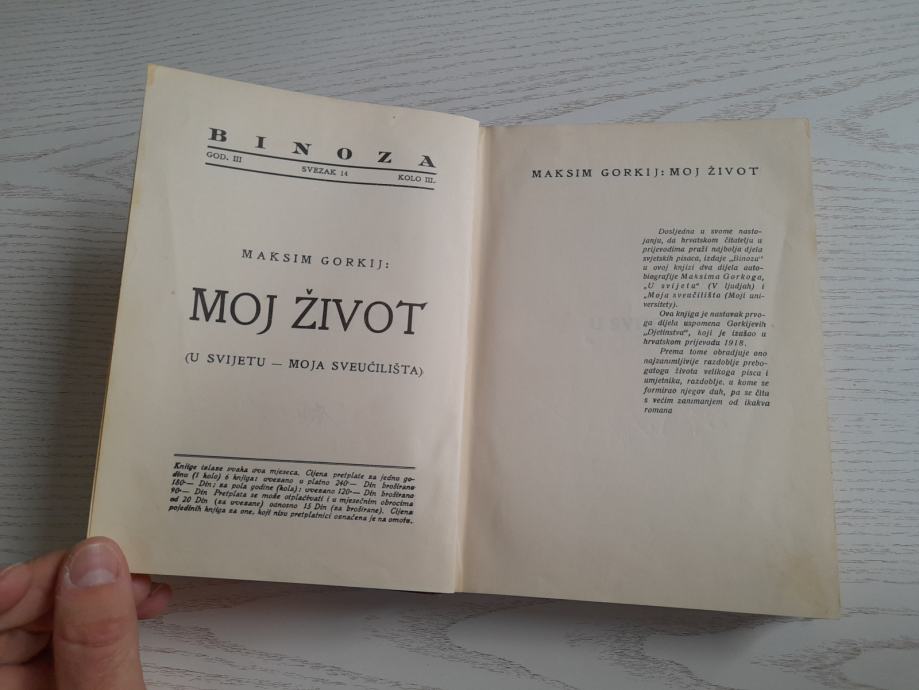 BINOZA
GOD. III SVEZAK 14 KOLO III.
MAKSIM GORKIJ:
MOJ ŽIVOT
(U SVIJETU — MOJA SVEUČILIŠTA)
Knjige izlaze svaka dva mjeseca. Cijena pretplate za jednu go-
dinu (1 kolo) 6 knjiga: uvezano u platno 240·— Din broširano
180·— Din; za pola godine (kola): uvezano 120·— Din broširano
90·— Din Pretplata se može otplaćivati i u mjesečnim obrocima
od 20 Din (za uvezane) odnosno 15 Din (za broširane). Cijena
pojedinih knjiga za one, koji nisu pretplatnici označena je na omotu.
MAKSIM GORKIJ: MOJ ŽIVOT
Dosljedna u svome nasto-
janju, da hrvatskom čitatelju u
prijevodima pruži najbolja djela
svjetskih pisaca, izdaje „Binoza"
u ovoj knjizi dva dijela auto-
biografije Maksima Gorkoga,
„U svijetu" (V ljudjah) i
„Moja sveučilišta (Moji uni-
versitety).
Ova knjiga je nastavak prvo-
ga dijela uspomena Gorkijevih
„Djetinstva", koji je izašao u
hrvatskom prijevodu 1918.
Prema tome obradjuje ono
najzanimljivije razdoblje prebo-
gatoga života velikoga pisca i
umjetnika, razdoblje, u kome se
formirao njegov duh, pa se čita
s većim zanimanjem od ikakva
romana